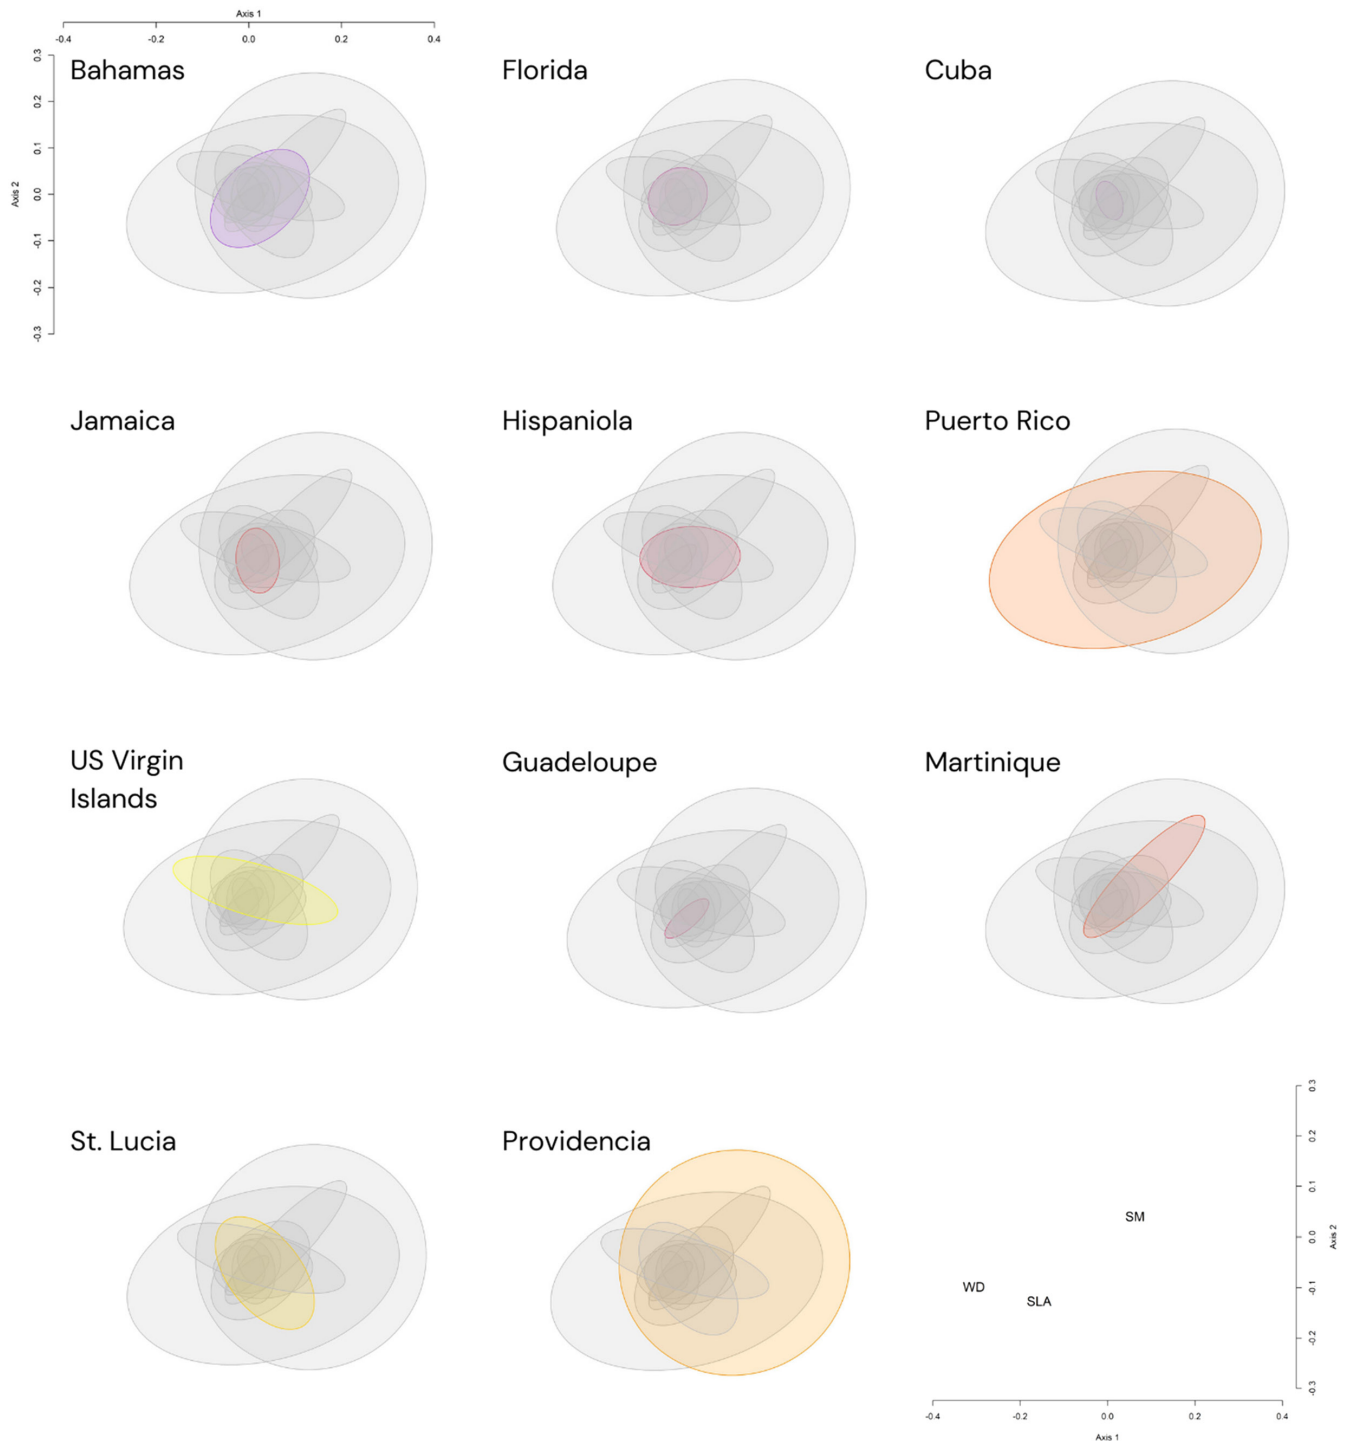 Axis 1
-0.4 -0.2 0.0 0.2 0.4
0.3
0.2
0.1
0.0
-0.1
-0.2
-0.3
Axis 2
Bahamas
Florida
Cuba
Jamaica
Hispaniola
Puerto Rico
US Virgin
Islands
Guadeloupe
Martinique
St. Lucia
Providencia
SM
WD
SLA
0.3
0.2
0.1
0.0
-0.1
-0.2
-0.3
Axis 2
-0.4 -0.2 0.0 0.2 0.4
Axis 1